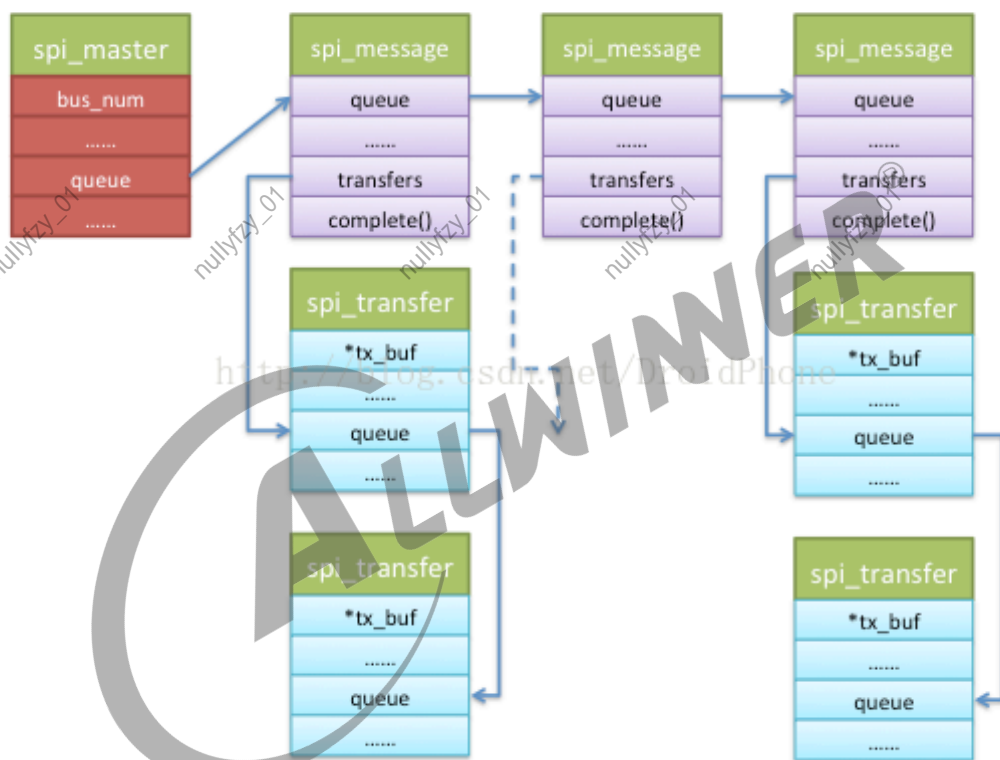 spi_master
bus_num
......
queue
......
spi_message
queue
......
transfers
complete()
spi_message
queue
......
transfers
complete()
spi_message
queue
......
transfers
complete()
nullyfzy_01
nullyfzy_01
nullyfzy_01
nullyfzy_01
nullyfzy_01
spi_transfer
*tx_buf
......
queue
......
spi_transfer
*tx_buf
......
queue
......
http://blog.csdn.net/DroidPhone
ALLWINNER®
spi_transfer
*tx_buf
......
queue
......
spi_transfer
*tx_buf
......
queue
......